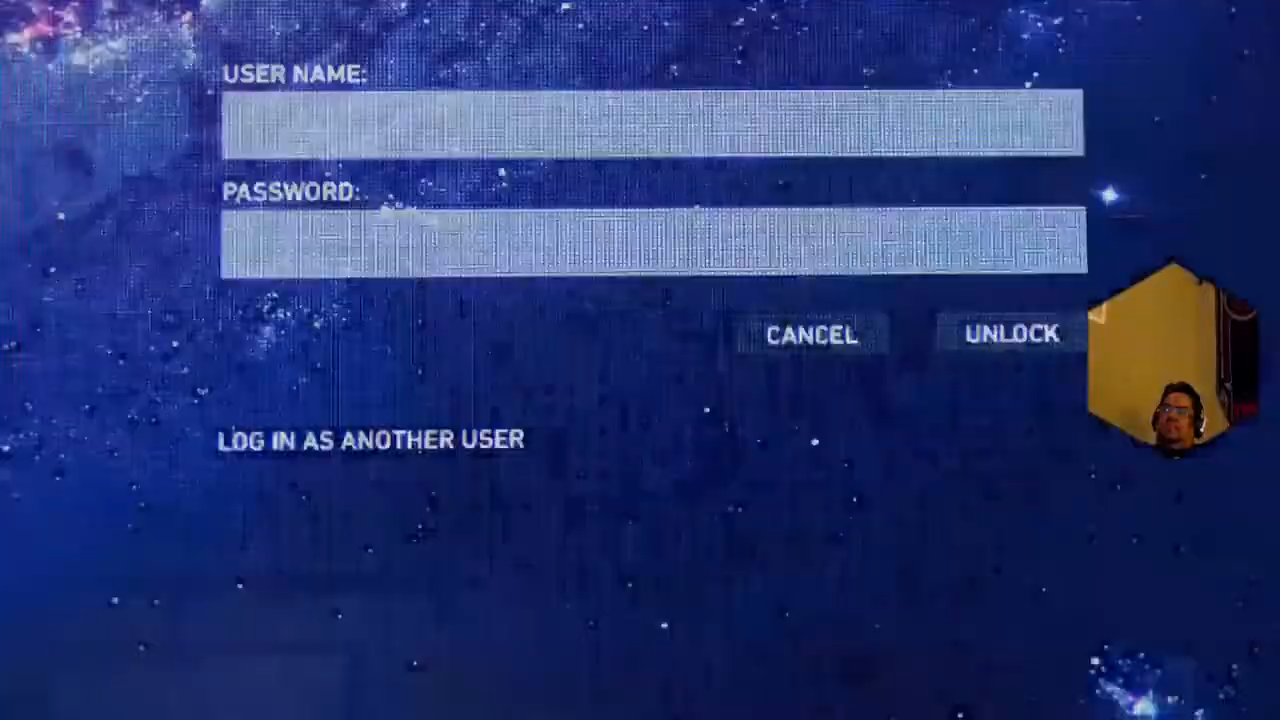 USER NAME:
PASSWORD:
CANCEL
UNLOCK
LOG IN AS ANOTHER USER